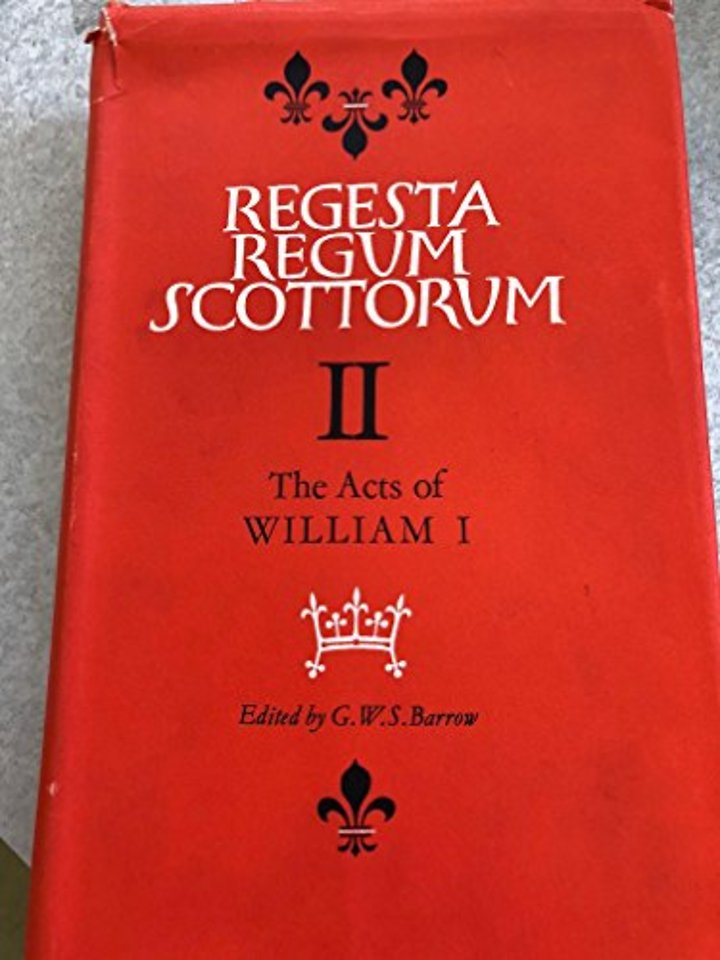 REGESTA
REGUM
SCOTTORUM
II
The Acts of
WILLIAM I
Edited by G.W.S.Barrow